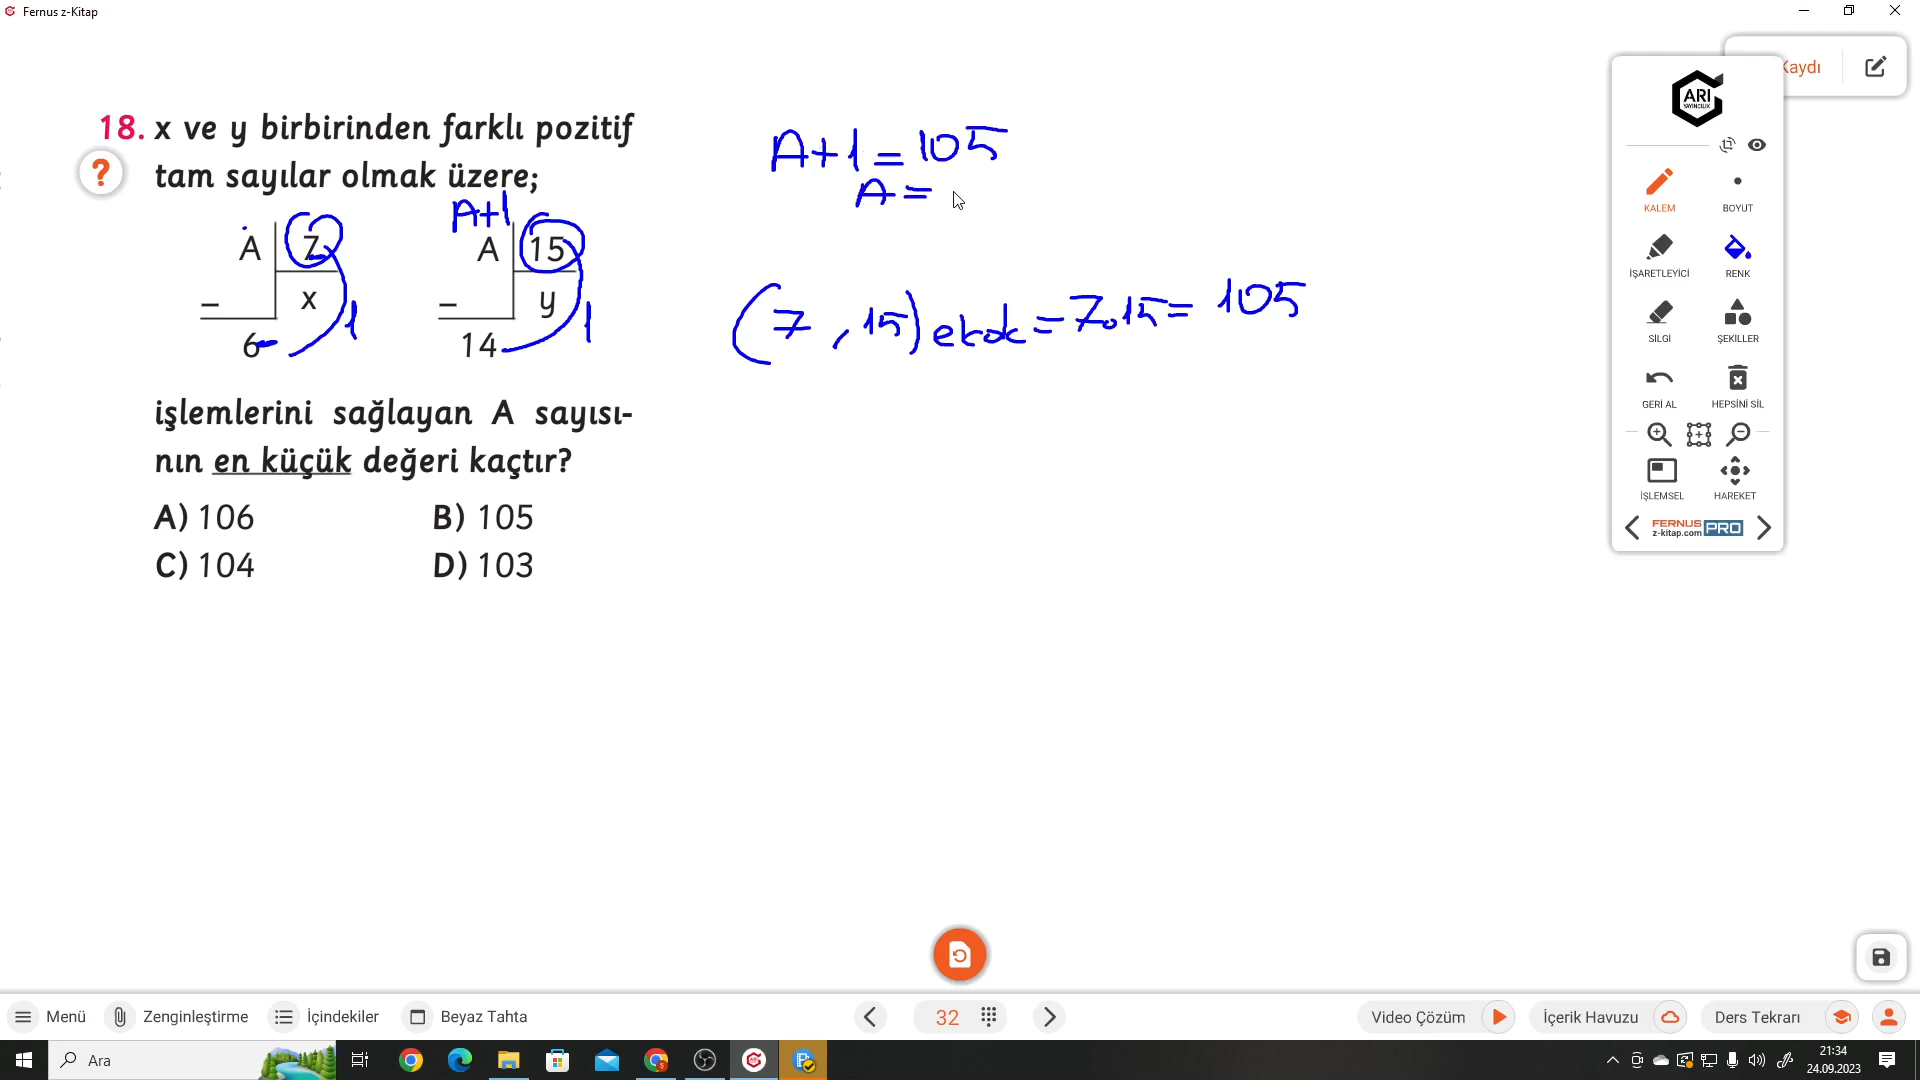 Fernus z-Kitap
Kaydı
ARI
YAYINCILIK
18. x ve y birbirinden farklı pozitif
tam sayılar olmak üzere;
?
A 7
x
6
1
A+1
A 15
y
14
1
işlemlerini sağlayan A sayısı-
nın en küçük değeri kaçtır?
A) 106 B) 105
C) 104 D) 103
A+1=105
A=
(7,15)ekok=7.15=105
KALEM BOYUT
İŞARETLEYİCİ RENK
SİLGİ ŞEKİLLER
GERİ AL HEPSİNİ SİL
İŞLEMSEL HAREKET
FERNUS PRO
z-kitap.com
Menü Zenginleştirme İçindekiler Beyaz Tahta 32 Video Çözüm İçerik Havuzu Ders Tekrarı
Ara
21:34
24.09.2023